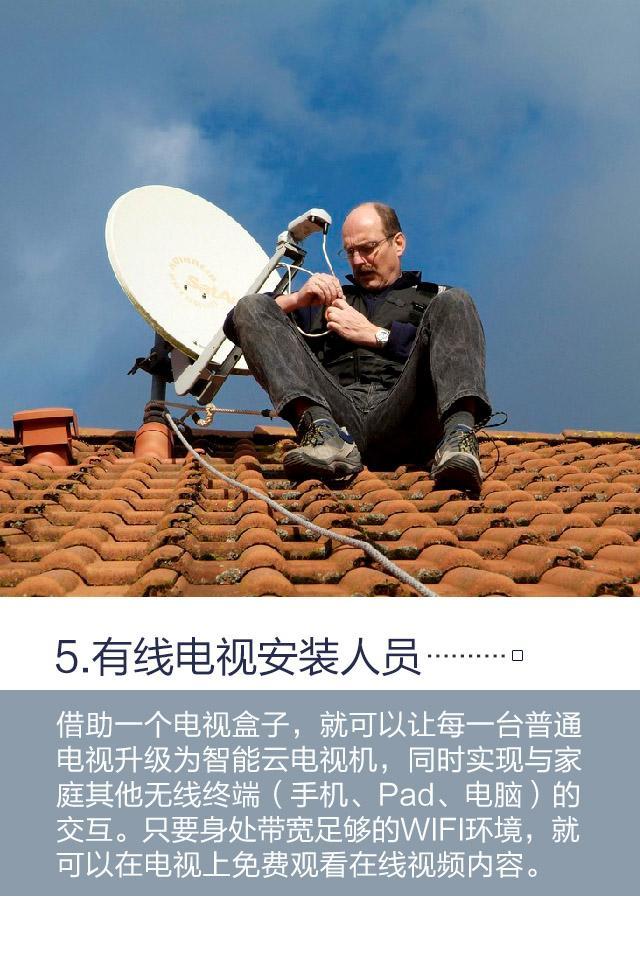 5.有线电视安装人员
借助一个电视盒子，就可以让每一台普通
电视升级为智能云电视机，同时实现与家
庭其他无线终端（手机、Pad、电脑）的
交互。只要身处带宽足够的WIFI环境，就
可以在电视上免费观看在线视频内容。